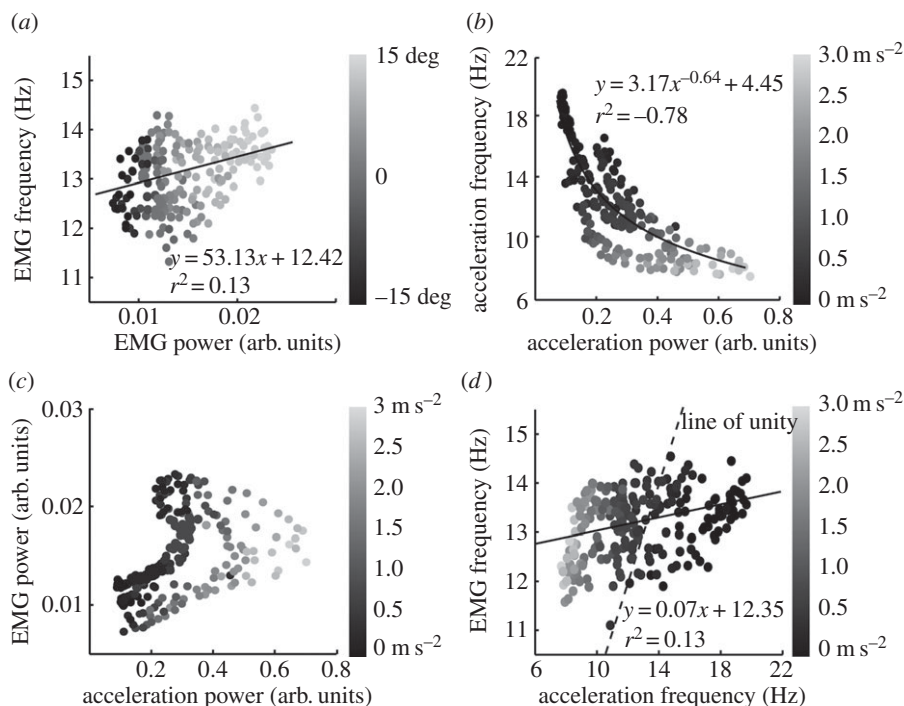 (a)
EMG frequency (Hz)
15
14
13
12
11
0.01
0.02
EMG power (arb. units)
y = 53.13x + 12.42
r² = 0.13
15 deg
0
−15 deg
(b)
acceleration frequency (Hz)
22
18
14
10
6
0.2
0.4
0.6
0.8
acceleration power (arb. units)
y = 3.17x^−0.64 + 4.45
r² = −0.78
3.0 m s⁻²
2.5
2.0
1.5
1.0
0.5
0 m s⁻²
(c)
EMG power (arb. units)
0.03
0.02
0.01
0.2
0.4
0.6
0.8
acceleration power (arb. units)
3 m s⁻²
2.5
2.0
1.5
1.0
0.5
0 m s⁻²
(d)
EMG frequency (Hz)
15
14
13
12
11
6
10
14
18
22
acceleration frequency (Hz)
line of unity
y = 0.07x + 12.35
r² = 0.13
3.0 m s⁻²
2.5
2.0
1.5
1.0
0.5
0 m s⁻²